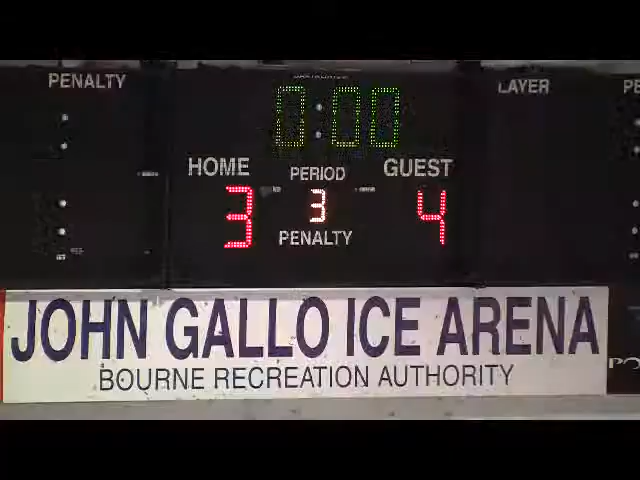 PENALTY
LAYER
0:00
HOME PERIOD GUEST
3 3 4
PENALTY
JOHN GALLO ICE ARENA
BOURNE RECREATION AUTHORITY